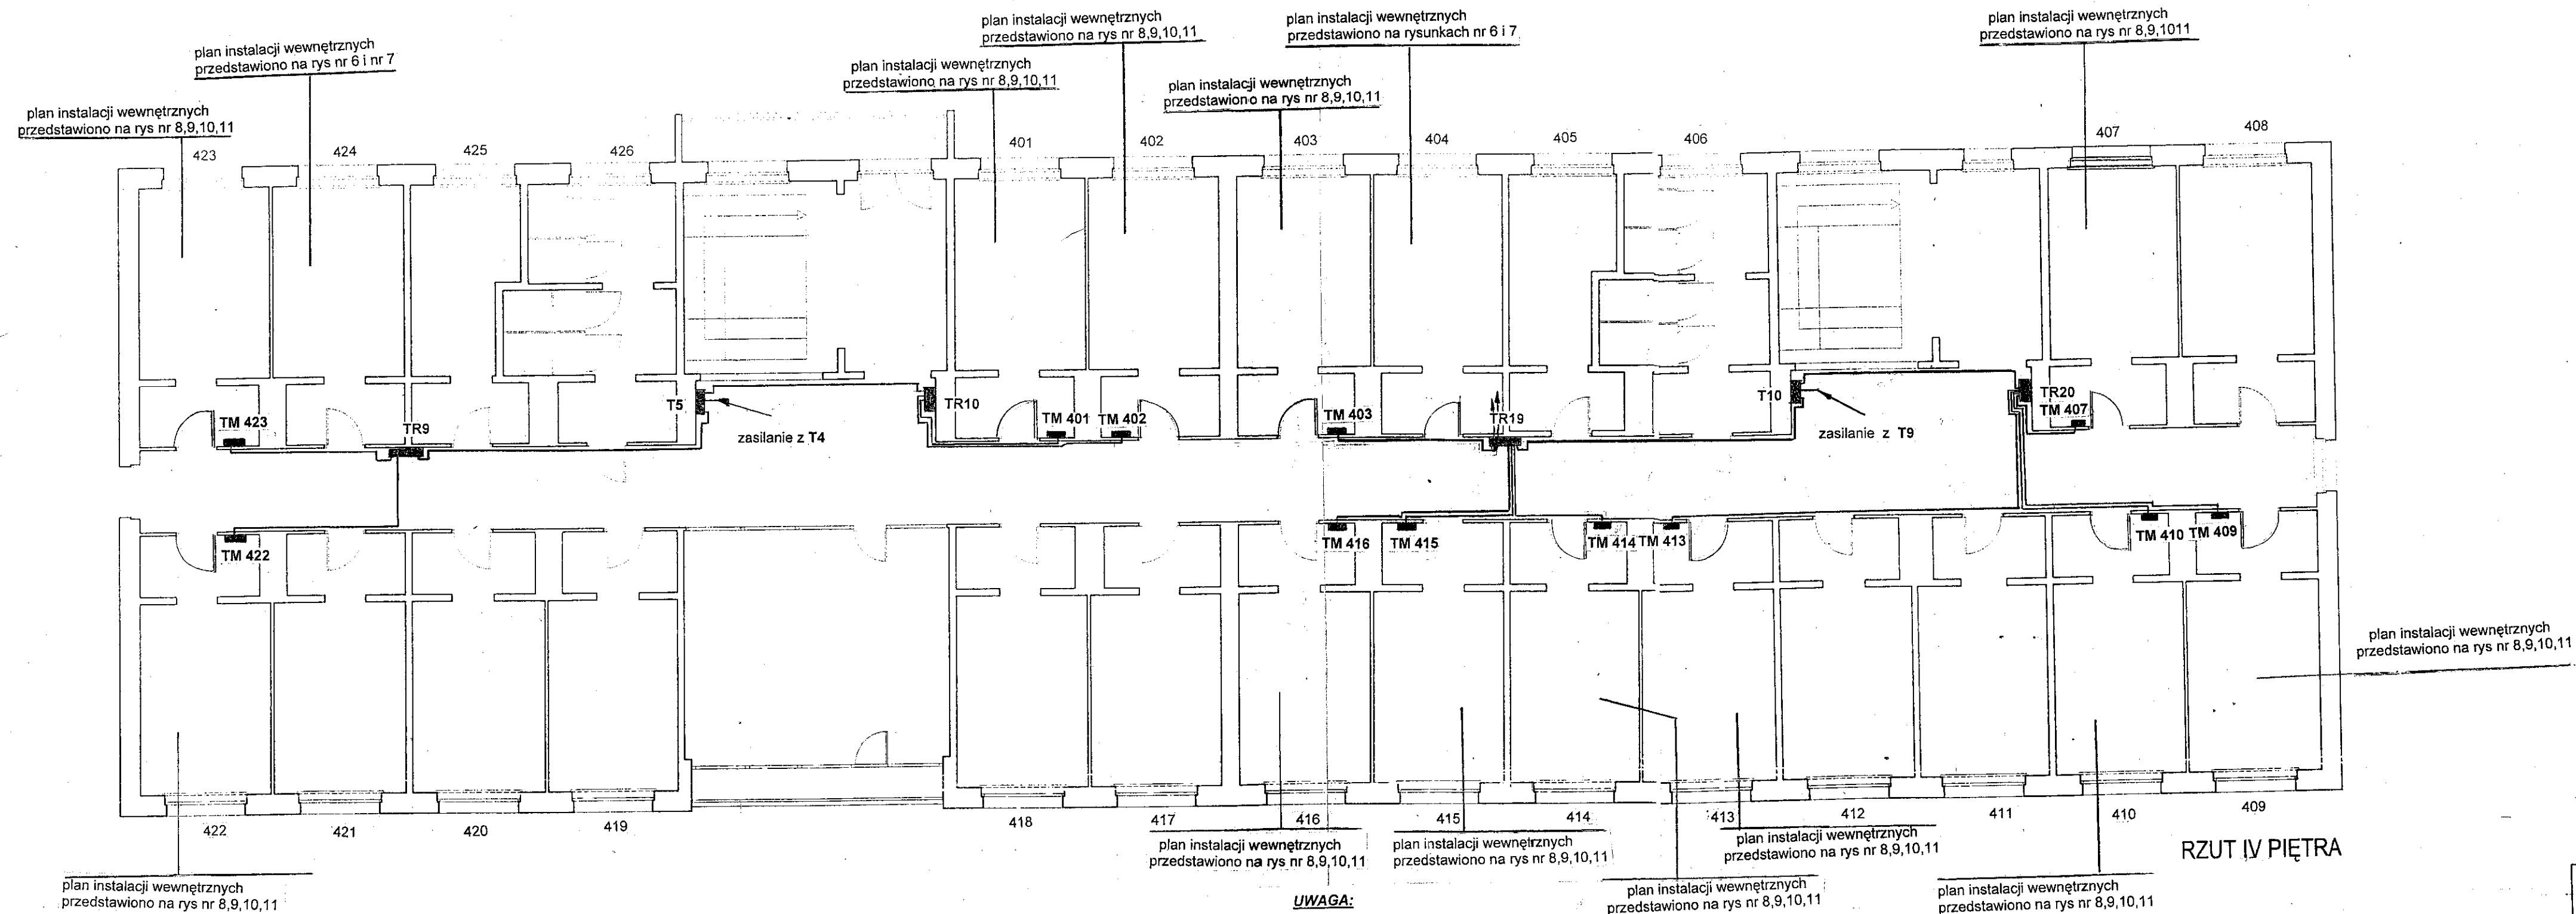 plan instalacji wewnętrznych
przedstawiono na rys nr 8,9,10,11
plan instalacji wewnętrznych
przedstawiono na rys nr 6 i nr 7
plan instalacji wewnętrznych
przedstawiono na rys nr 8,9,10,11
plan instalacji wewnętrznych
przedstawiono na rys nr 8,9,10,11
plan instalacji wewnętrznych
przedstawiono na rys nr 8,9,10,11
plan instalacji wewnętrznych
przedstawiono na rysunkach nr 6 i 7
plan instalacji wewnętrznych
przedstawiono na rys nr 8,9,1011
423
424
425
426
401
402
403
404
405
406
407
408
TM 423
TR9
T5
zasilanie z T4
TR10
TM 401
TM 402
TM 403
TR19
T10
zasilanie z T9
TR20
TM 407
TM 422
TM 416
TM 415
TM 414
TM 413
TM 410
TM 409
plan instalacji wewnętrznych
przedstawiono na rys nr 8,9,10,11
422
421
420
419
418
417
416
415
414
413
412
411
410
409
plan instalacji wewnętrznych
przedstawiono na rys nr 8,9,10,11
plan instalacji wewnętrznych
przedstawiono na rys nr 8,9,10,11
plan instalacji wewnętrznych
przedstawiono na rys nr 8,9,10,11
RZUT IV PIĘTRA
plan instalacji wewnętrznych
przedstawiono na rys nr 8,9,10,11
plan instalacji wewnętrznych
przedstawiono na rys nr 8,9,10,11
plan instalacji wewnętrznych
przedstawiono na rys nr 8,9,10,11
UWAGA: